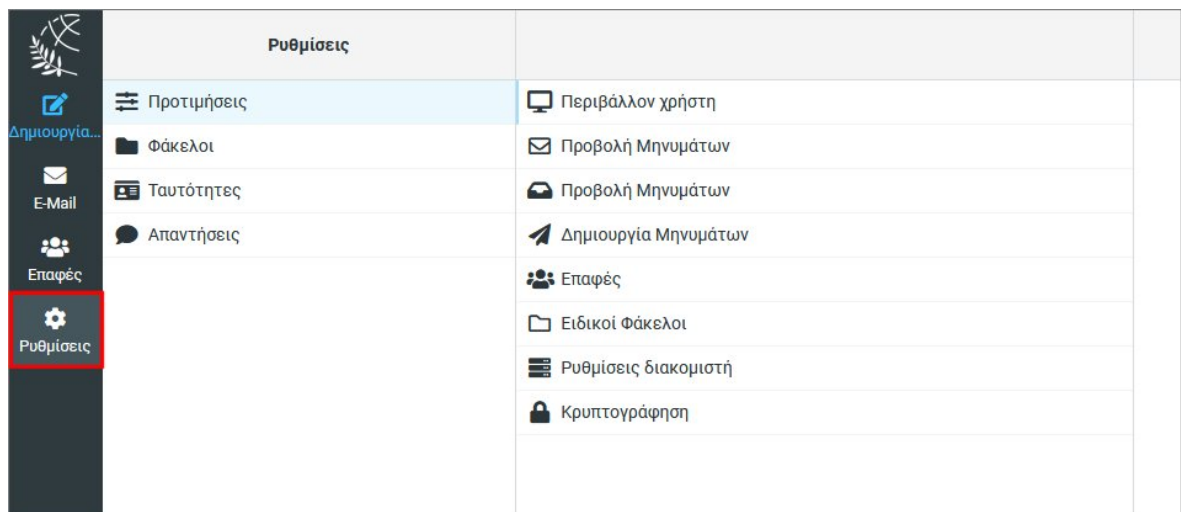 Δημιουργία...
E-Mail
Επαφές
Ρυθμίσεις
Ρυθμίσεις
Προτιμήσεις
Φάκελοι
Ταυτότητες
Απαντήσεις
Περιβάλλον χρήστη
Προβολή Μηνυμάτων
Προβολή Μηνυμάτων
Δημιουργία Μηνυμάτων
Επαφές
Ειδικοί Φάκελοι
Ρυθμίσεις διακομιστή
Κρυπτογράφηση